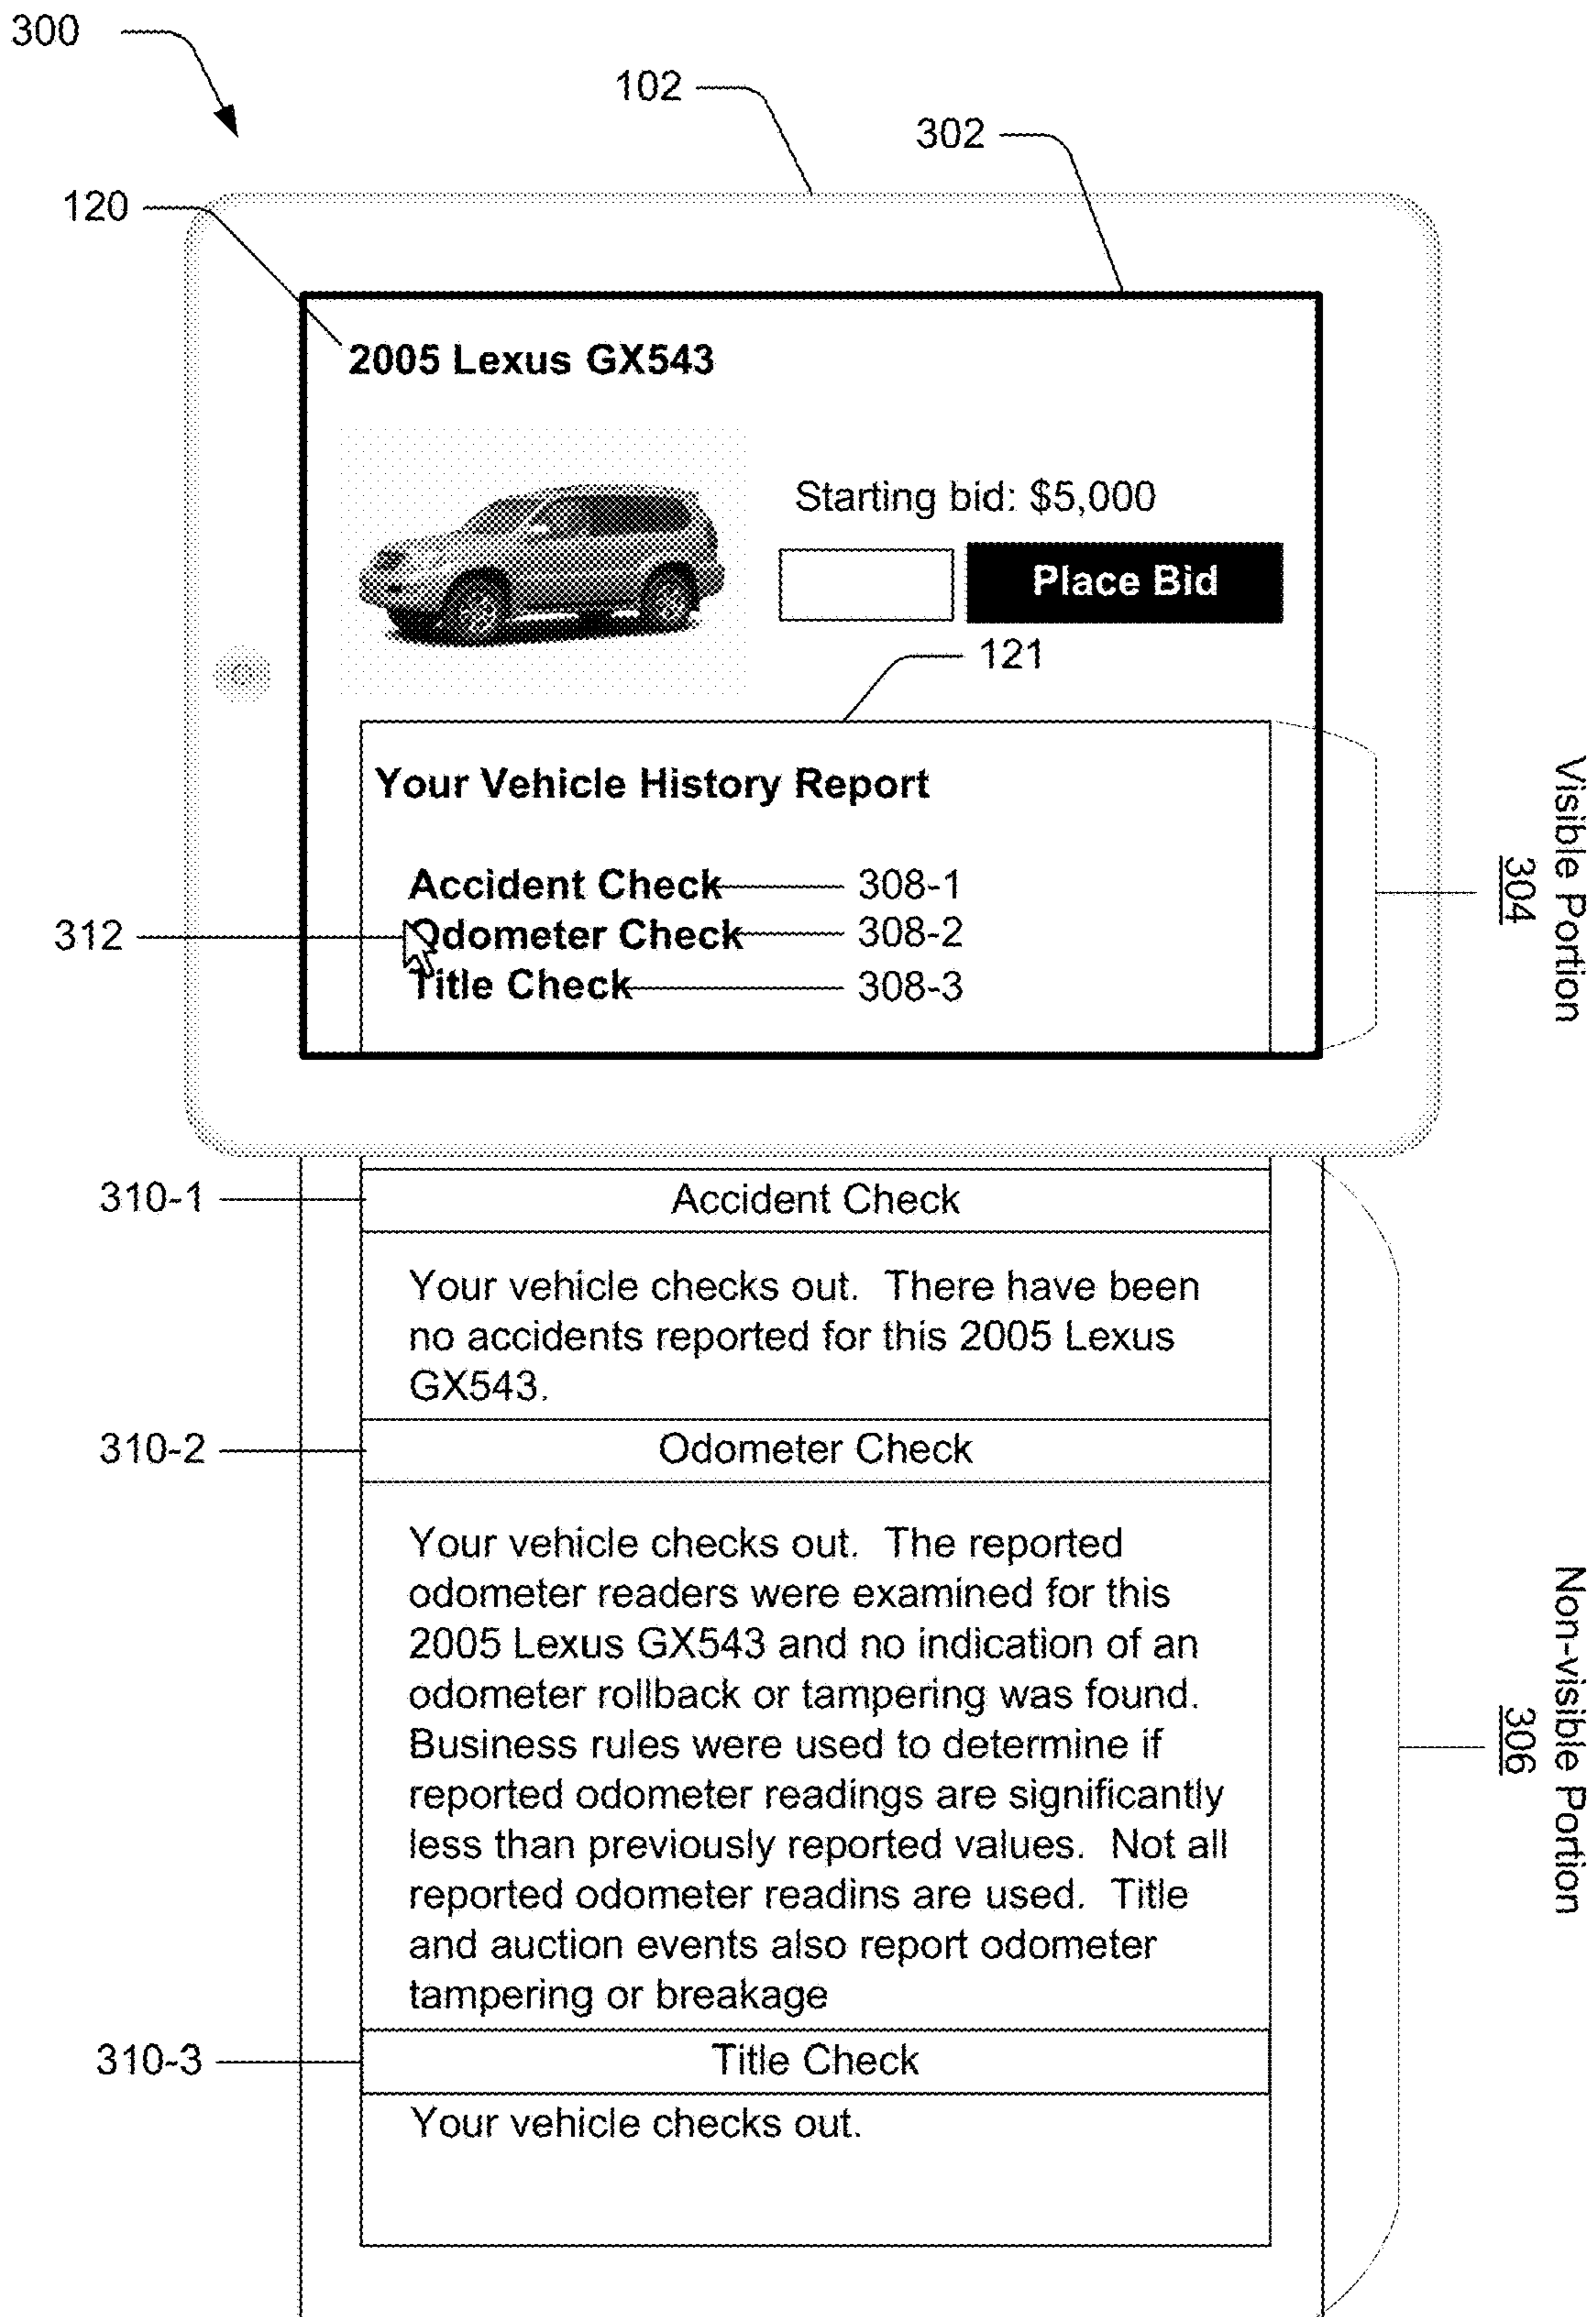 300
102
302
120
2005 Lexus GX543
Starting bid: $5,000
Place Bid
121
Your Vehicle History Report
Accident Check 308-1
312
Odometer Check 308-2
Title Check 308-3
Visible Portion
304
310-1
Accident Check
Your vehicle checks out.  There have been
no accidents reported for this 2005 Lexus
GX543.
310-2
Odometer Check
Your vehicle checks out.  The reported
odometer readers were examined for this
2005 Lexus GX543 and no indication of an
odometer rollback or tampering was found.
Business rules were used to determine if
reported odometer readings are significantly
less than previously reported values.  Not all
reported odometer readins are used.  Title
and auction events also report odometer
tampering or breakage
Non-visible Portion
306
310-3
Title Check
Your vehicle checks out.